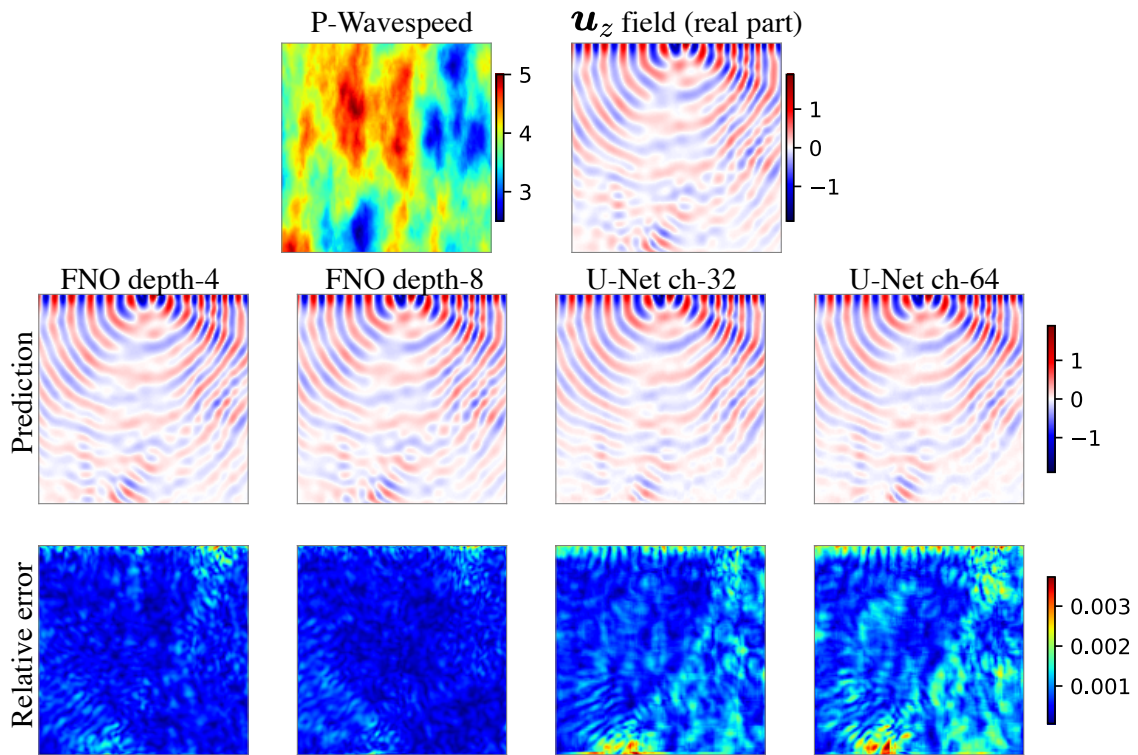 P-Wavespeed
𝒖z field (real part)
5
4
3
1
0
−1
FNO depth-4
FNO depth-8
U-Net ch-32
U-Net ch-64
Prediction
1
0
−1
Relative error
0.003
0.002
0.001